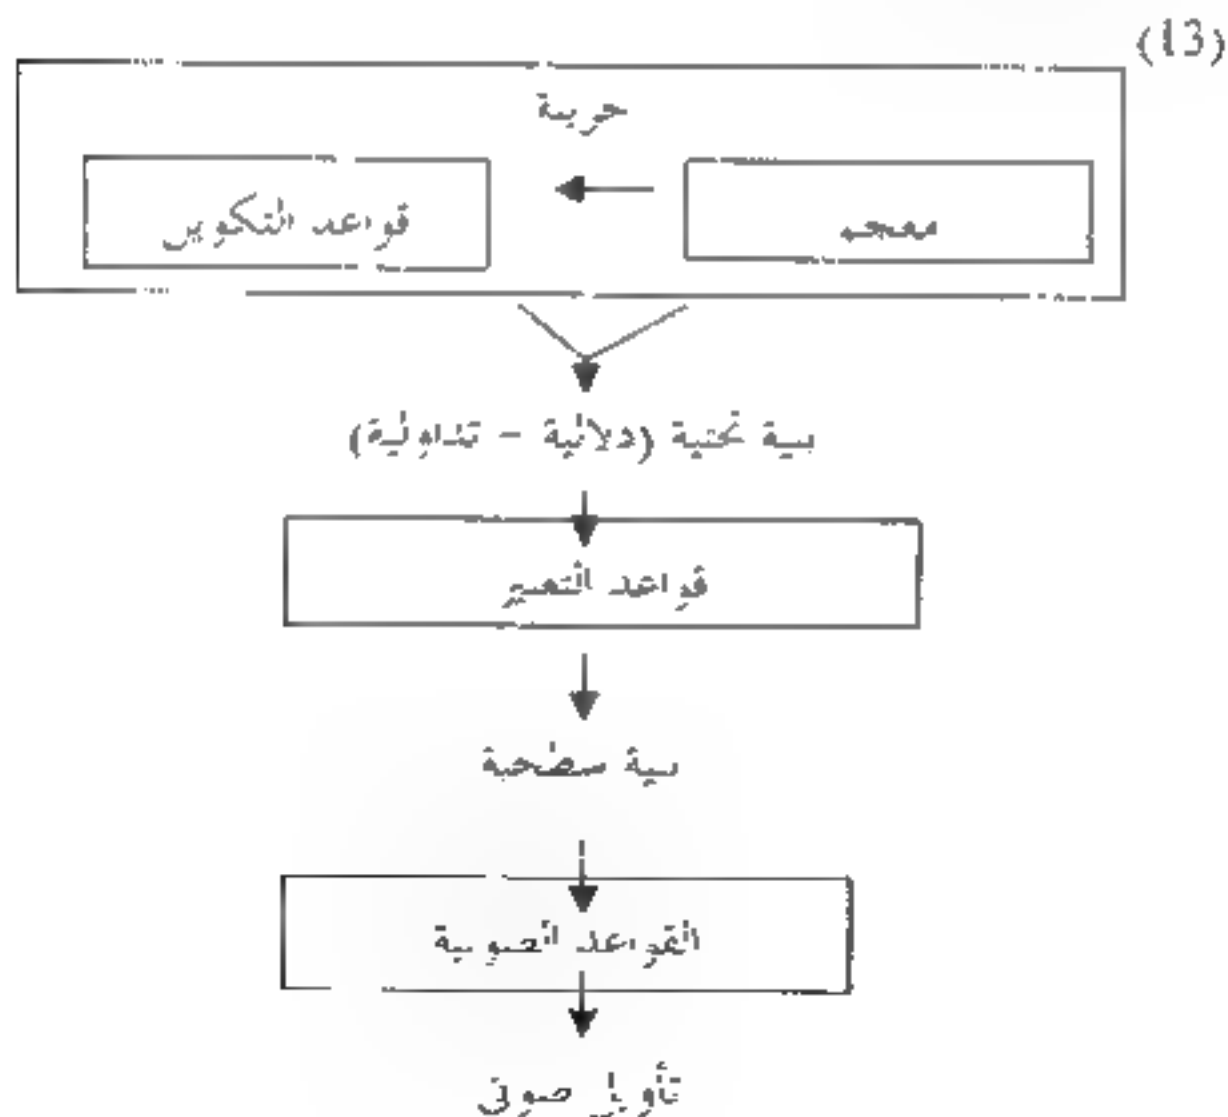 (13)
خزينة
معجم
قواعد التكوين
بنية تحتية (دلالية - تداولية)
قواعد التعبير
بنية سطحية
القواعد الصوتية
تأويل صوتي